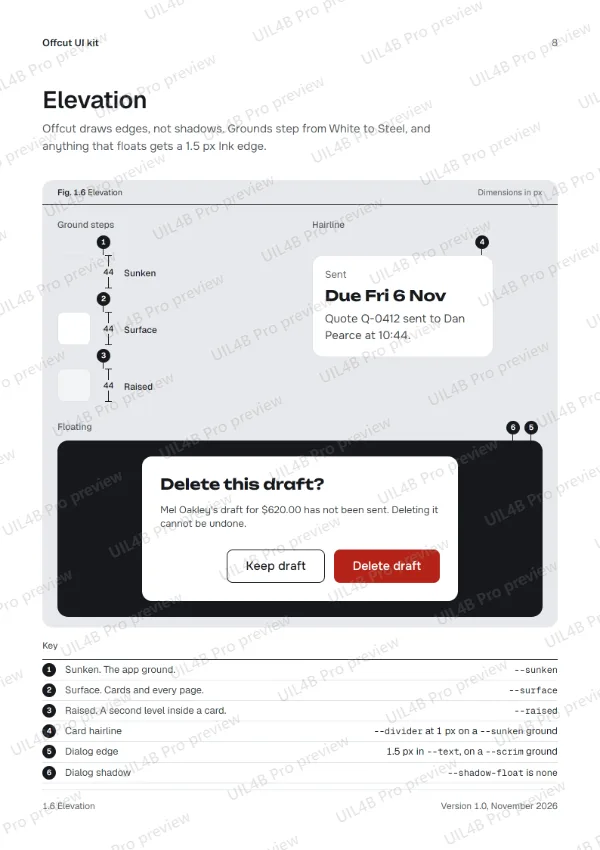 Offcut UI kit
8
Elevation
Offcut draws edges, not shadows. Grounds step from White to Steel, and
anything that floats gets a 1.5 px Ink edge.
Fig. 1.6 Elevation
Dimensions in px
Ground steps
1
44 Sunken
2
44 Surface
3
44 Raised
Hairline
4
Sent
Due Fri 6 Nov
Quote Q-0412 sent to Dan
Pearce at 10:44.
Floating
6 5
Delete this draft?
Mel Oakley's draft for $620.00 has not been sent. Deleting it
cannot be undone.
Keep draft
Delete draft
Key
1 Sunken. The app ground. --sunken
2 Surface. Cards and every page. --surface
3 Raised. A second level inside a card. --raised
4 Card hairline --divider at 1 px on a --sunken ground
5 Dialog edge 1.5 px in --text, on a --scrim ground
6 Dialog shadow --shadow-float is none
1.6 Elevation
Version 1.0, November 2026
UIL4B Pro preview